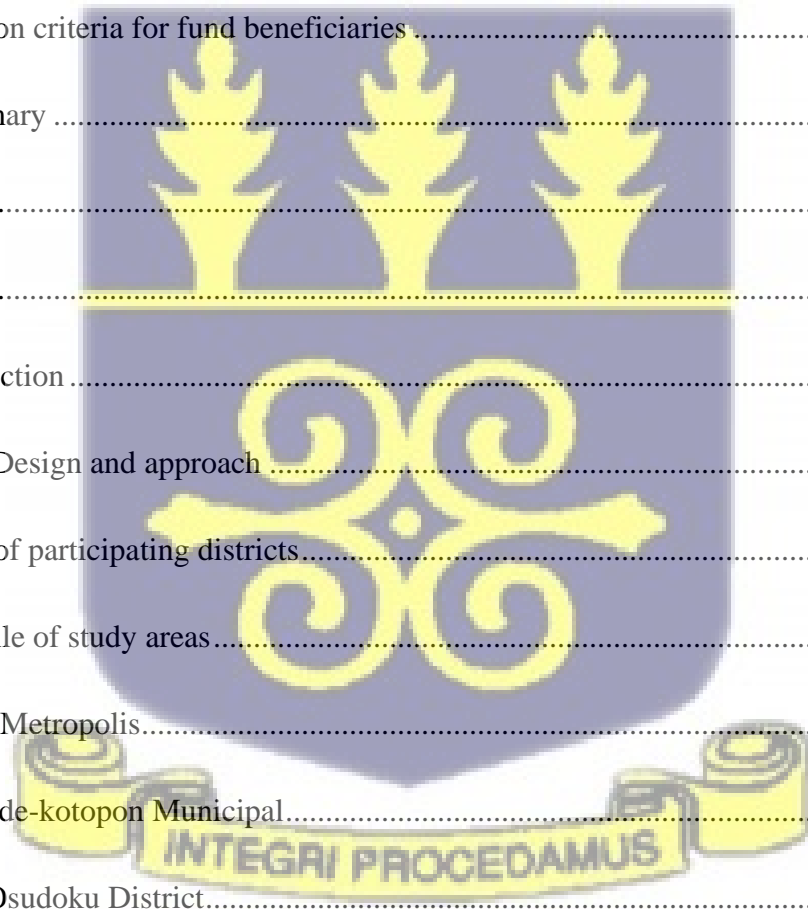 on criteria for fund beneficiaries ....................
nary ....................
....................
....................
ction ....................
Design and approach ....................
of participating districts....................
le of study areas....................
Metropolis....................
de-kotopon Municipal....................
INTEGRI PROCEDAMUS
Osudoku District....................